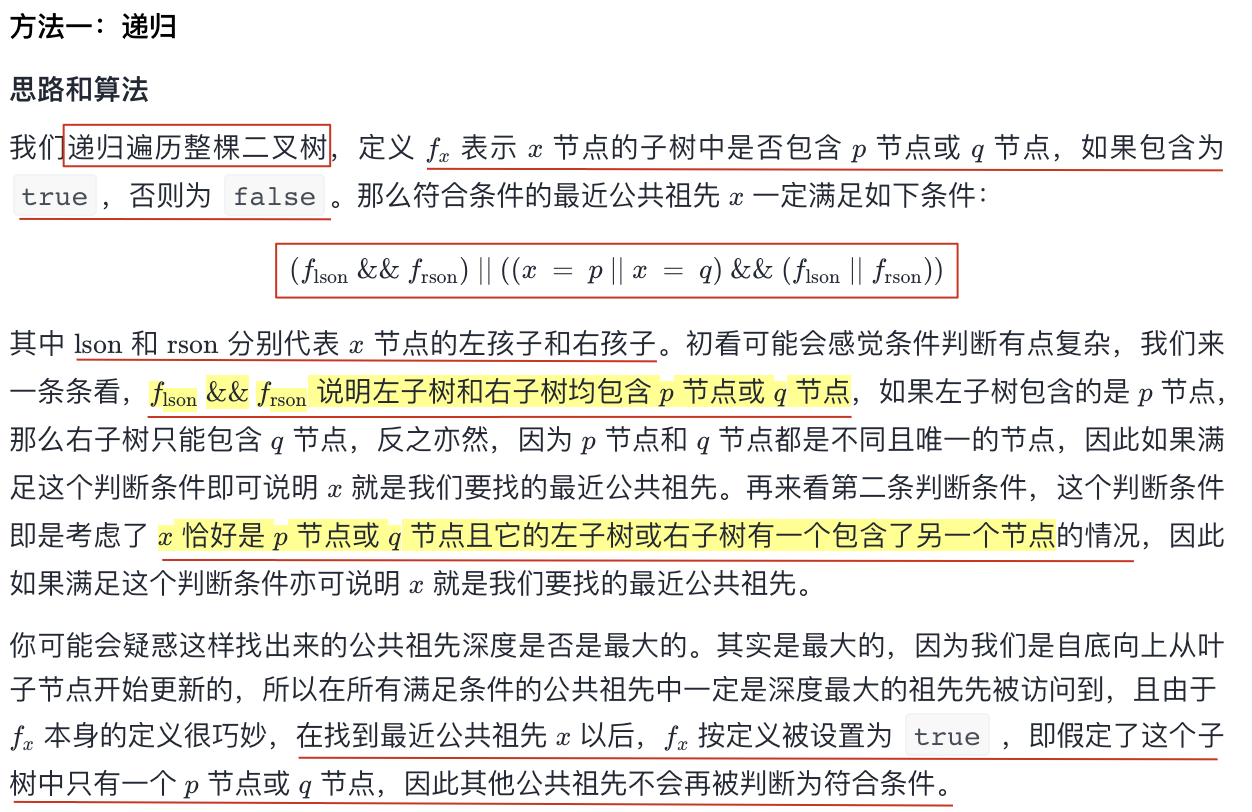 方法一：递归
思路和算法
我们递归遍历整棵二叉树，定义 fx 表示 x 节点的子树中是否包含 p 节点或 q 节点，如果包含为
true ，否则为 false 。那么符合条件的最近公共祖先 x 一定满足如下条件：
(flson && frson) || ((x = p || x = q) && (flson || frson))
其中 lson 和 rson 分别代表 x 节点的左孩子和右孩子。初看可能会感觉条件判断有点复杂，我们来
一条条看，flson && frson 说明左子树和右子树均包含 p 节点或 q 节点，如果左子树包含的是 p 节点，
那么右子树只能包含 q 节点，反之亦然，因为 p 节点和 q 节点都是不同且唯一的节点，因此如果满
足这个判断条件即可说明 x 就是我们要找的最近公共祖先。再来看第二条判断条件，这个判断条件
即是考虑了 x 恰好是 p 节点或 q 节点且它的左子树或右子树有一个包含了另一个节点的情况，因此
如果满足这个判断条件亦可说明 x 就是我们要找的最近公共祖先。
你可能会疑惑这样找出来的公共祖先深度是否是最大的。其实是最大的，因为我们是自底向上从叶
子节点开始更新的，所以在所有满足条件的公共祖先中一定是深度最大的祖先先被访问到，且由于
fx 本身的定义很巧妙，在找到最近公共祖先 x 以后，fx 按定义被设置为 true ，即假定了这个子
树中只有一个 p 节点或 q 节点，因此其他公共祖先不会再被判断为符合条件。